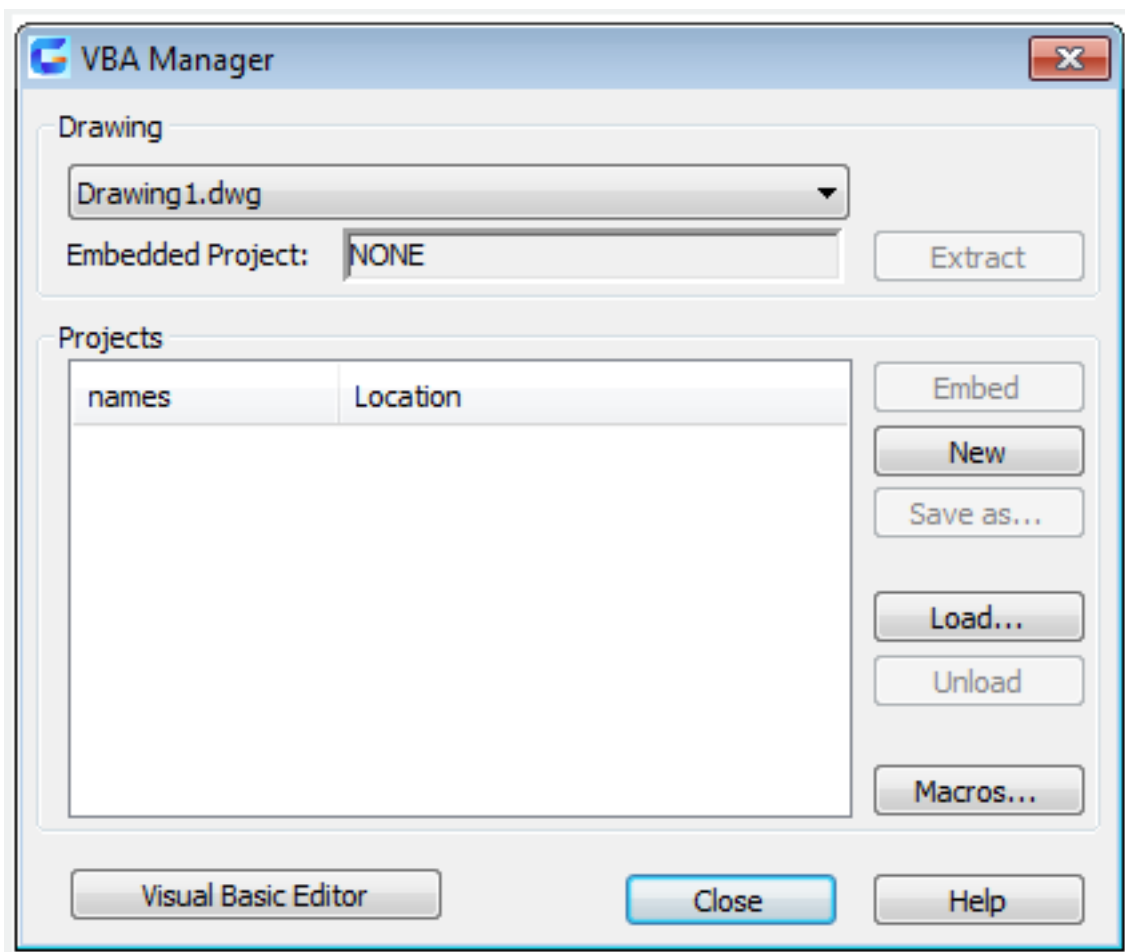 VBA Manager
Drawing
Drawing1.dwg
Embedded Project: NONE Extract
Projects
names Location
Embed
New
Save as...
Load...
Unload
Macros...
Visual Basic Editor Close Help